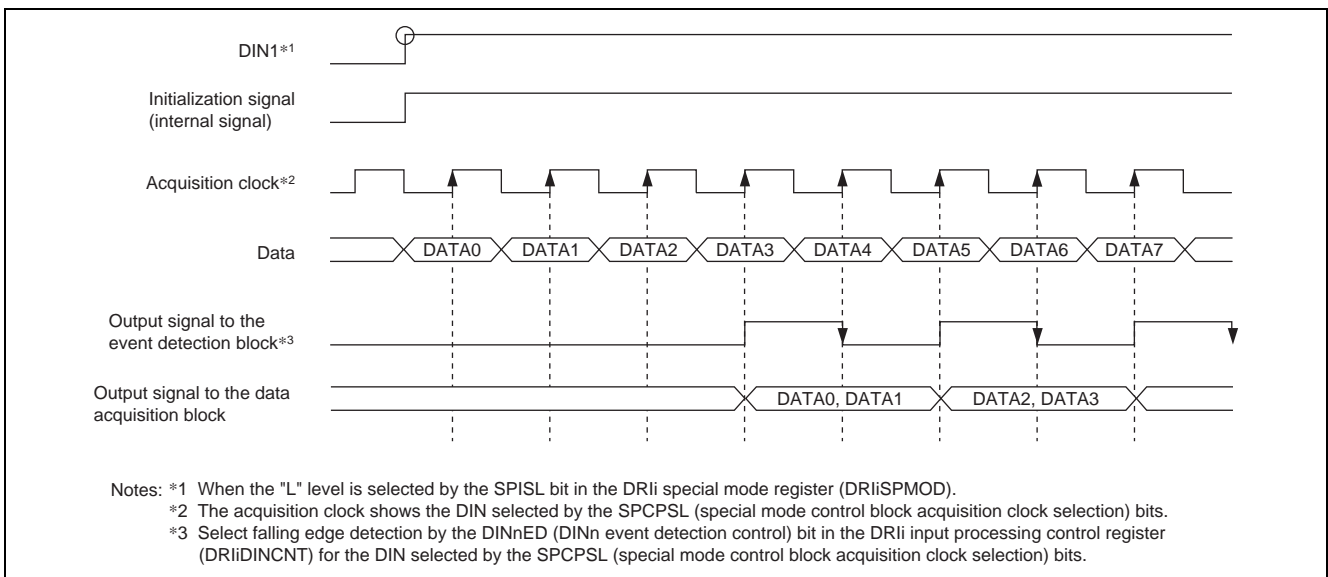 DIN1*1
Initialization signal
(internal signal)
Acquisition clock*2
Data
DATA0 DATA1 DATA2 DATA3 DATA4 DATA5 DATA6 DATA7
Output signal to the
event detection block*3
Output signal to the data
acquisition block
DATA0, DATA1 DATA2, DATA3
Notes: *1 When the "L" level is selected by the SPISL bit in the DRIi special mode register (DRIiSPMOD).
*2 The acquisition clock shows the DIN selected by the SPCPSL (special mode control block acquisition clock selection) bits.
*3 Select falling edge detection by the DINnED (DINn event detection control) bit in the DRIi input processing control register
(DRIiDINCNT) for the DIN selected by the SPCPSL (special mode control block acquisition clock selection) bits.